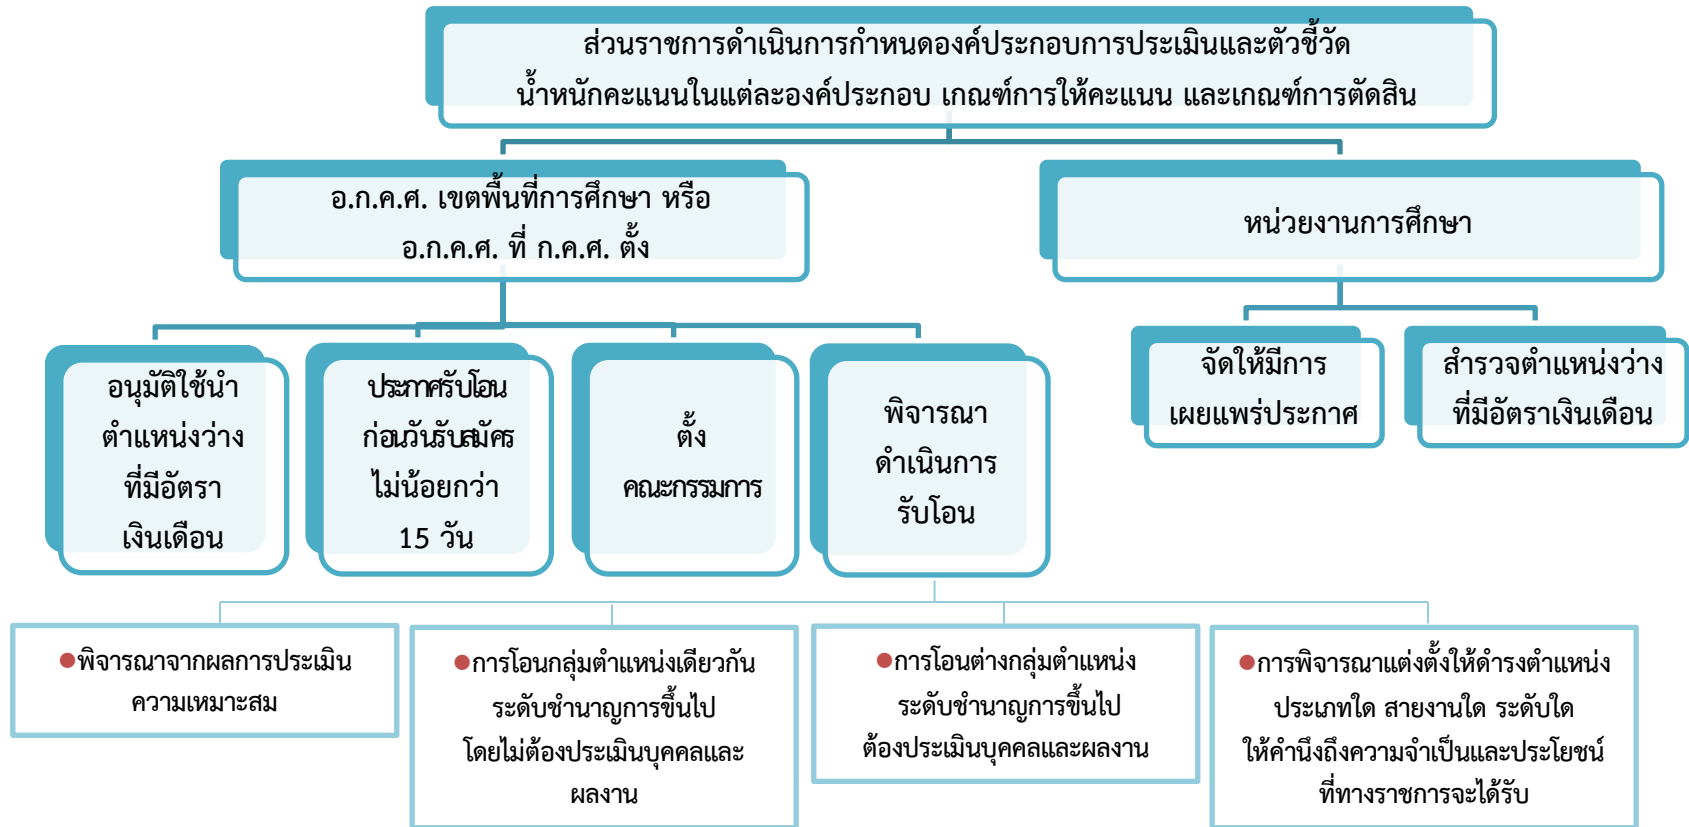 ส่วนราชการดำเนินการกำหนดองค์ประกอบการประเมินและตัวชี้วัด
น้ำหนักคะแนนในแต่ละองค์ประกอบ เกณฑ์การให้คะแนน และเกณฑ์การตัดสิน
อ.ก.ค.ศ. เขตพื้นที่การศึกษา หรือ
อ.ก.ค.ศ. ที่ ก.ค.ศ. ตั้ง
หน่วยงานการศึกษา
อนุมัติใช้นำ
ตำแหน่งว่าง
ที่มีอัตรา
เงินเดือน
ประกาศรับโอน
ก่อนวันรับสมัคร
ไม่น้อยกว่า
15 วัน
ตั้ง
คณะกรรมการ
พิจารณา
ดำเนินการ
รับโอน
จัดให้มีการ
เผยแพร่ประกาศ
สำรวจตำแหน่งว่าง
ที่มีอัตราเงินเดือน
●พิจารณาจากผลการประเมิน
ความเหมาะสม
●การโอนกลุ่มตำแหน่งเดียวกัน
ระดับชำนาญการขึ้นไป
โดยไม่ต้องประเมินบุคคลและ
ผลงาน
●การโอนต่างกลุ่มตำแหน่ง
ระดับชำนาญการขึ้นไป
ต้องประเมินบุคคลและผลงาน
●การพิจารณาแต่งตั้งให้ดำรงตำแหน่ง
ประเภทใด สายงานใด ระดับใด
ให้คำนึงถึงความจำเป็นและประโยชน์
ที่ทางราชการจะได้รับ